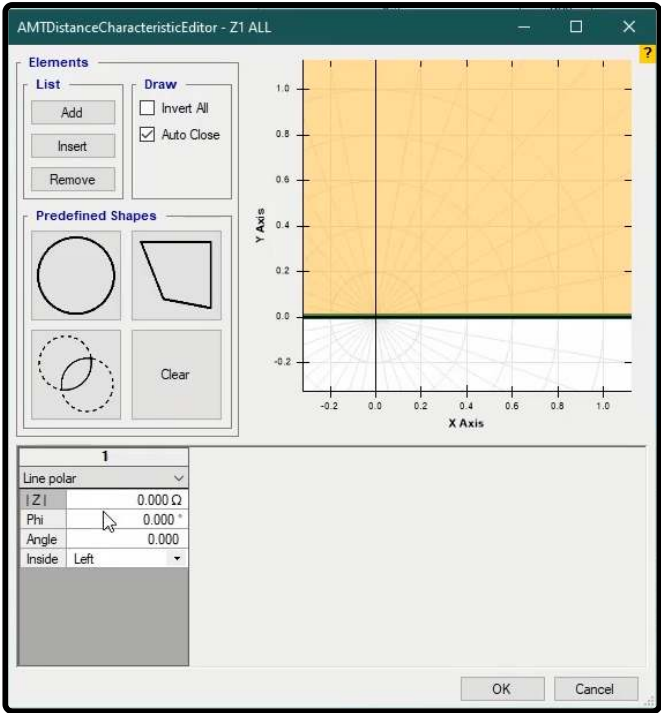 AMTDistanceCharacteristicEditor - Z1 ALL
?
Elements
List
Add
Insert
Remove
Draw
Invert All
Auto Close
Predefined Shapes
Clear
1.0
0.8
0.6
0.4
0.2
0.0
-0.2
Y Axis
-0.2 0.0 0.2 0.4 0.6 0.8 1.0
X Axis
1
Line polar
|Z| 0.000 Ω
Phi 0.000 °
Angle 0.000
Inside Left
OK Cancel